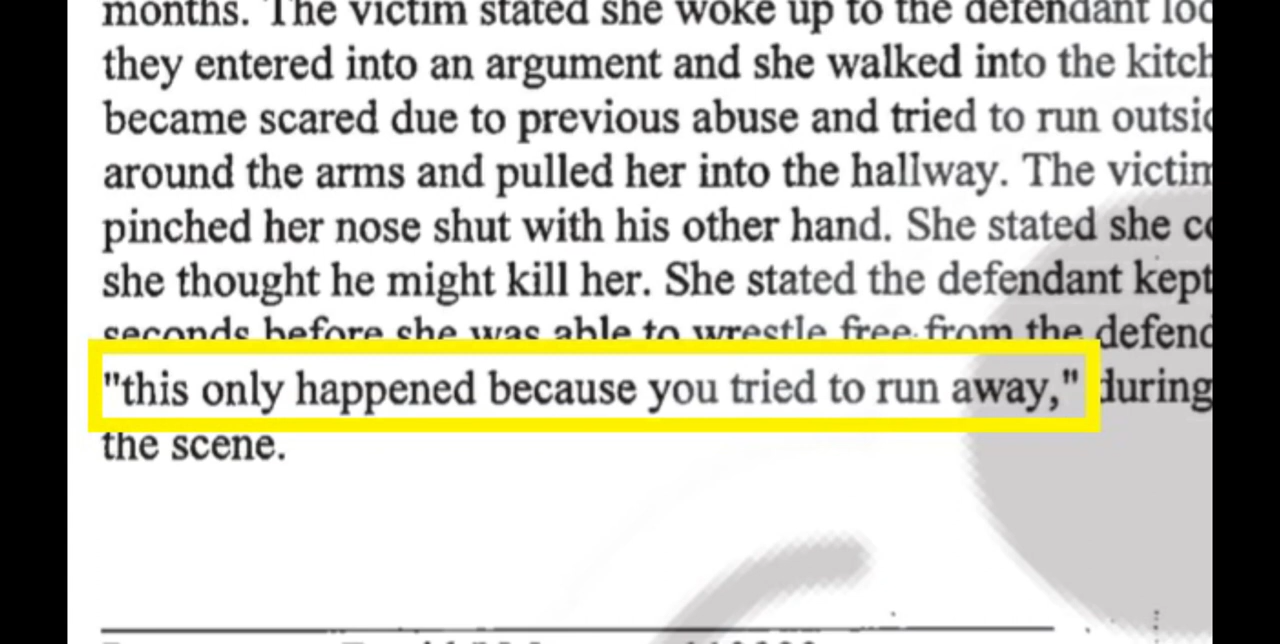 months. The victim stated she woke up to the defendant
they entered into an argument and she walked into the
became scared due to previous abuse and tried to run
around the arms and pulled her into the hallway. The
pinched her nose shut with his other hand. She stated she
she thought he might kill her. She stated the defendant kept
seconds before she was able to wrestle free from the
"this only happened because you tried to run away," during
the scene.